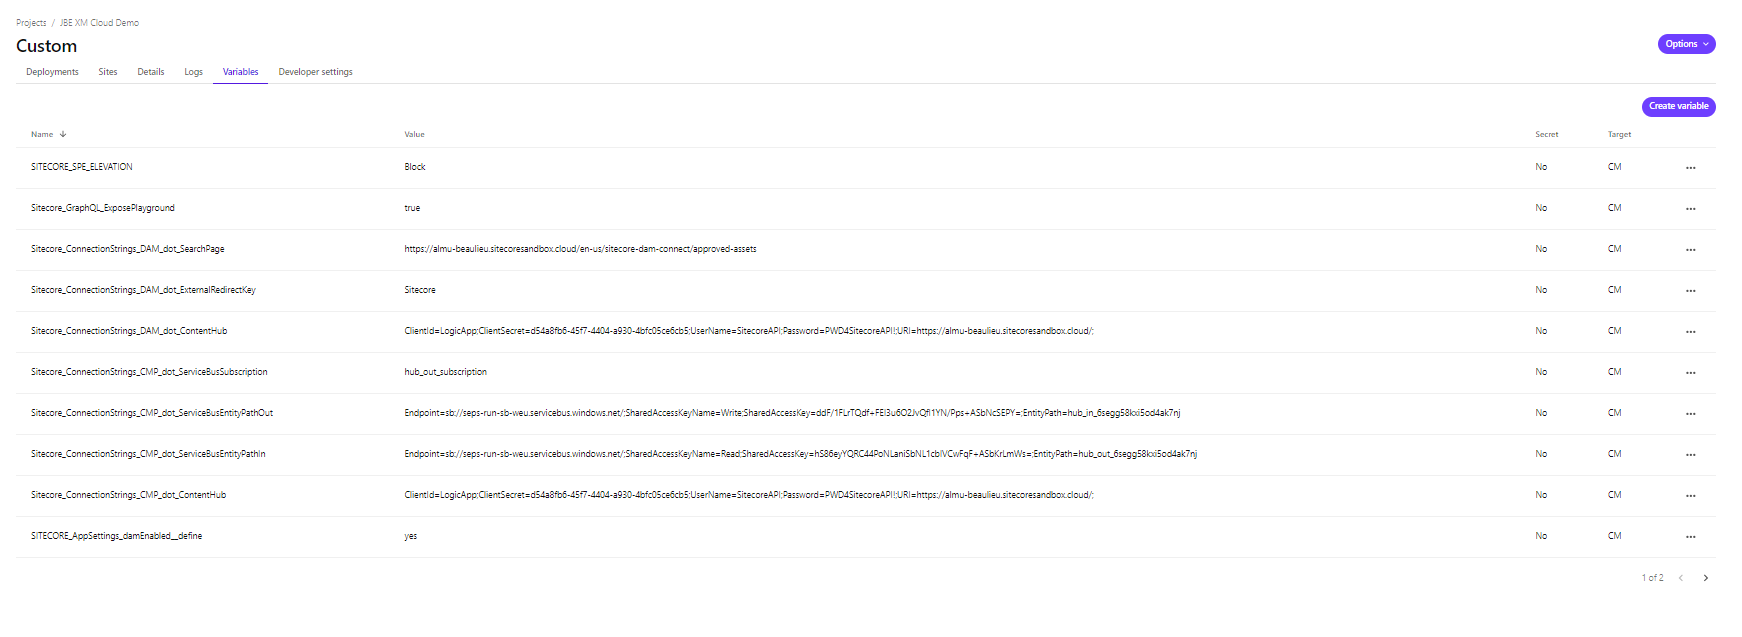 Projects / JBE XM Cloud Demo
Custom
Options
Deployments Sites Details Logs Variables Developer settings
Create variable
Name Value Secret Target
SITECORE_SPE_ELEVATION Block No CM
Sitecore_GraphQL_ExposePlayground true No CM
Sitecore_ConnectionStrings_DAM_dot_SearchPage https://almu-beaulieu.sitecoresandbox.cloud/en-us/sitecore-dam-connect/approved-assets No CM
Sitecore_ConnectionStrings_DAM_dot_ExternalRedirectKey Sitecore No CM
Sitecore_ConnectionStrings_DAM_dot_ContentHub ClientId=LogicApp;ClientSecret=d54a8fb6-45f7-4404-a930-4bfc05ce6cb5;UserName=SitecoreAPI;Password=PWD4SitecoreAPI!;URI=https://almu-beaulieu.sitecoresandbox.cloud/; No CM
Sitecore_ConnectionStrings_CMP_dot_ServiceBusSubscription hub_out_subscription No CM
Sitecore_ConnectionStrings_CMP_dot_ServiceBusEntityPathOut Endpoint=sb://seps-run-sb-weu.servicebus.windows.net/;SharedAccessKeyName=Write;SharedAccessKey=ddF/1FLrTQdf+FEI3u6O2JvQfI1YN/Pps+ASbNcSEPY=;EntityPath=hub_in_6segg58kxi5od4ak7nj No CM
Sitecore_ConnectionStrings_CMP_dot_ServiceBusEntityPathIn Endpoint=sb://seps-run-sb-weu.servicebus.windows.net/;SharedAccessKeyName=Read;SharedAccessKey=hS86eyYQRC44PoNLaniSbNL1cbIVCwFqF+ASbKrLmWs=;EntityPath=hub_out_6segg58kxi5od4ak7nj No CM
Sitecore_ConnectionStrings_CMP_dot_ContentHub ClientId=LogicApp;ClientSecret=d54a8fb6-45f7-4404-a930-4bfc05ce6cb5;UserName=SitecoreAPI;Password=PWD4SitecoreAPI!;URI=https://almu-beaulieu.sitecoresandbox.cloud/; No CM
SITECORE_AppSettings_damEnabled__define yes No CM
1 of 2